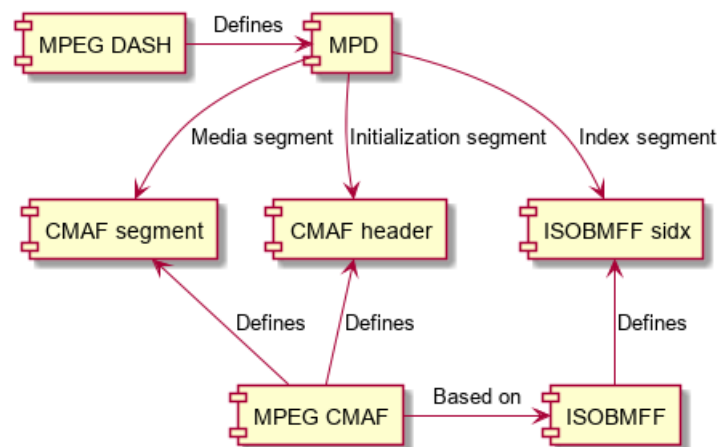 Defines
MPEG DASH
MPD
Media segment
Initialization segment
Index segment
CMAF segment
CMAF header
ISOBMFF sidx
Defines
Defines
Defines
Based on
MPEG CMAF
ISOBMFF